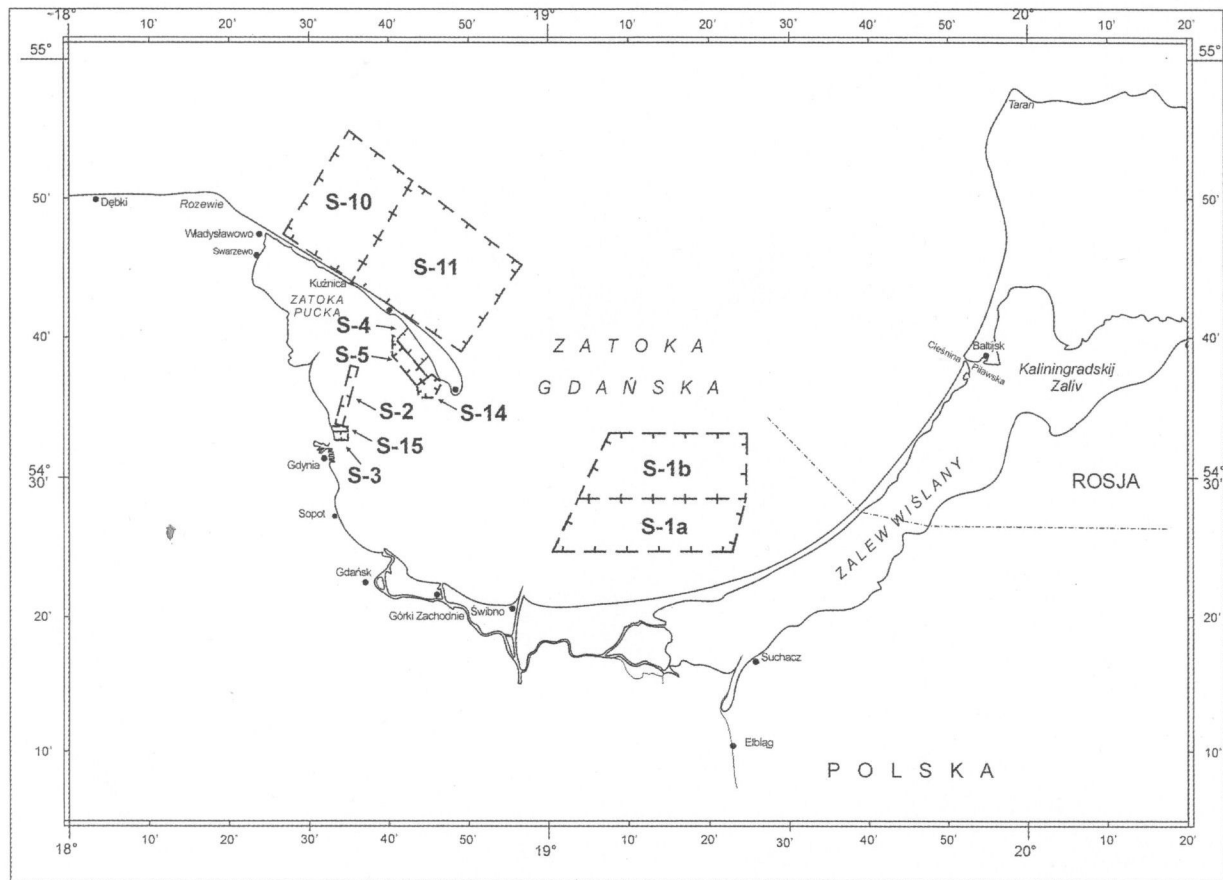 ~18° 10' 20' 30' 40' 50' 19° 10' 20' 30' 40' 50' 20° 10' 20'
55° 55°
Tarań
50' Dębki Rozewie 50'
Władysławowo
S-10
Swarzewo
S-11
Kuźnica
ZATOKA
PUCKA
S-4
40' 40'
ZATOKA
Bałtijsk
S-5
Cieśnina
Piławska
Kaliningradskij
Zaliv
GDAŃSKA
S-2
S-14
S-15
S-3
Gdynia
S-1b
54° 54°
30' 30'
ROSJA
ZALEW WIŚLANY
Sopot
S-1a
Gdańsk
20' Górki Zachodnie Świbno 20'
Suchacz
10' Elbląg 10'
POLSKA
18° 10' 20' 30' 40' 50' 19° 10' 20' 30' 40' 50' 20° 10' 20'